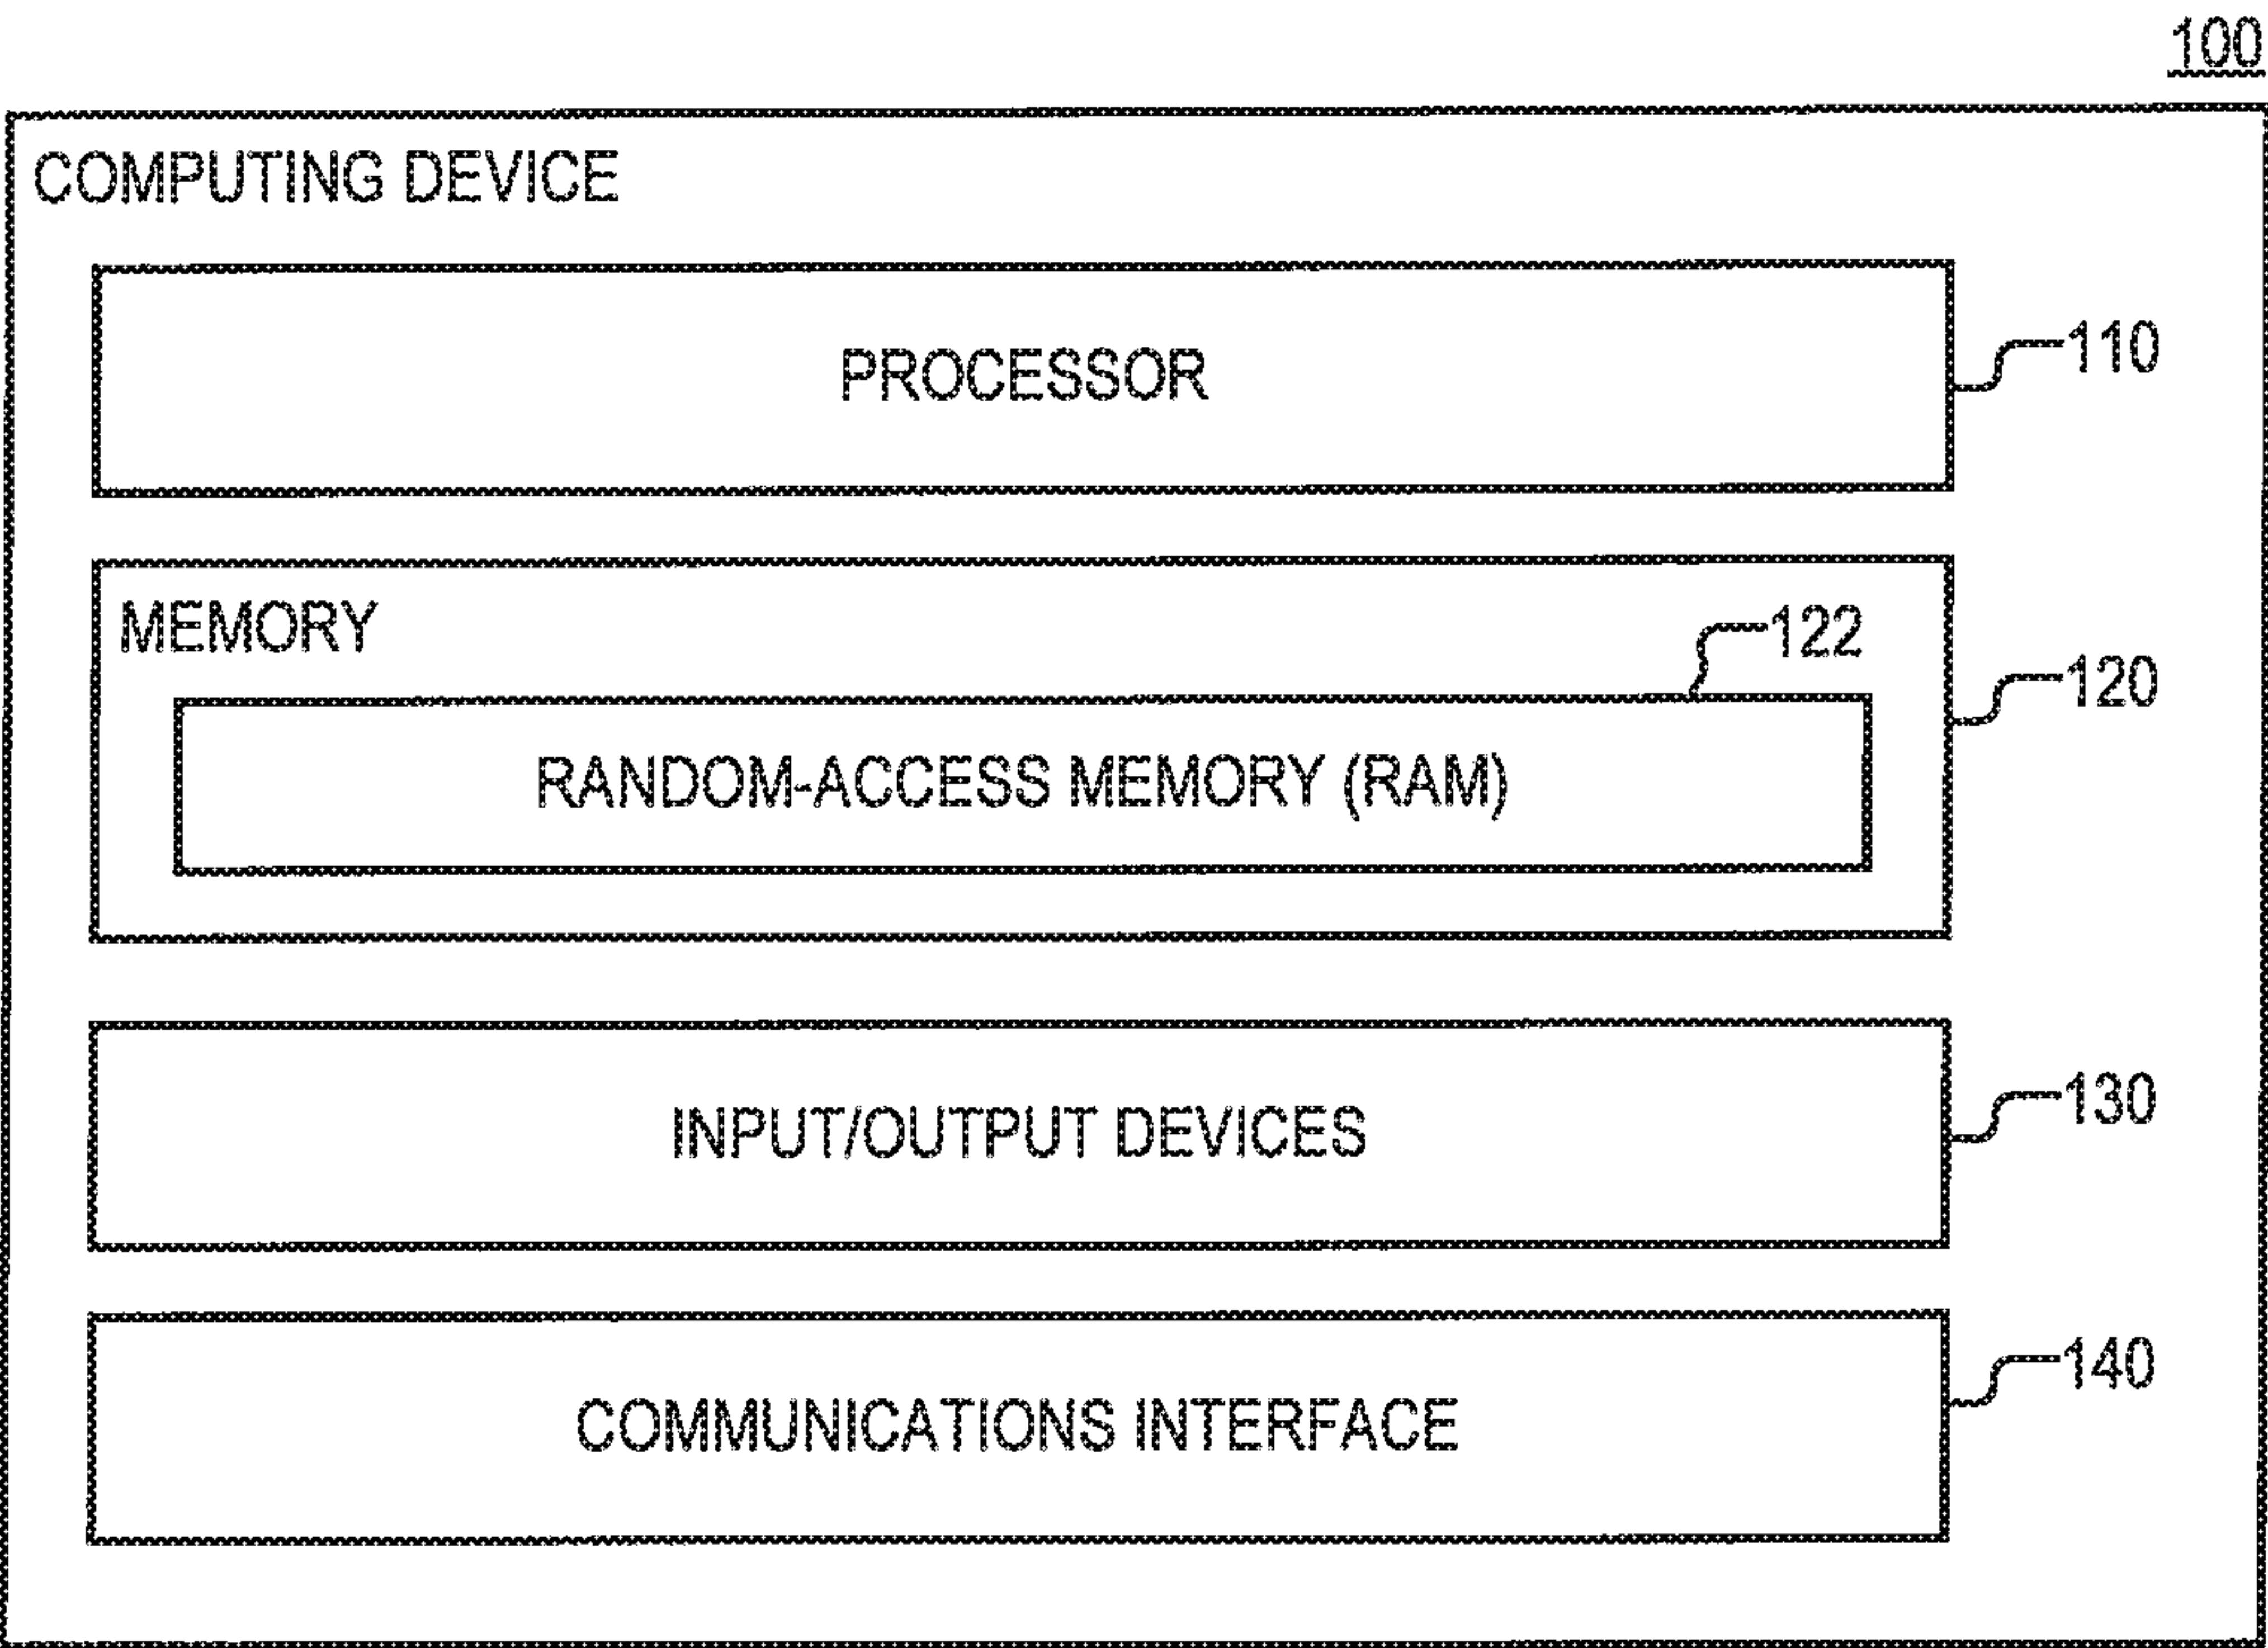 100
COMPUTING DEVICE
PROCESSOR
110
MEMORY
122
120
RANDOM-ACCESS MEMORY (RAM)
INPUT/OUTPUT DEVICES
130
COMMUNICATIONS INTERFACE
140